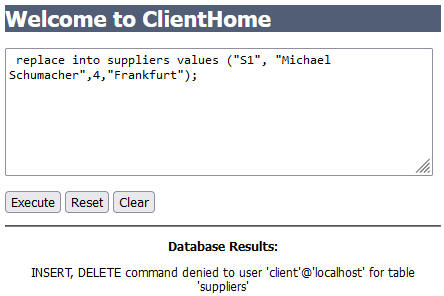 Welcome to ClientHome
replace into suppliers values ("S1", "Michael
Schumacher",4,"Frankfurt");
Execute Reset Clear
Database Results:
INSERT, DELETE command denied to user 'client'@'localhost' for table
'suppliers'